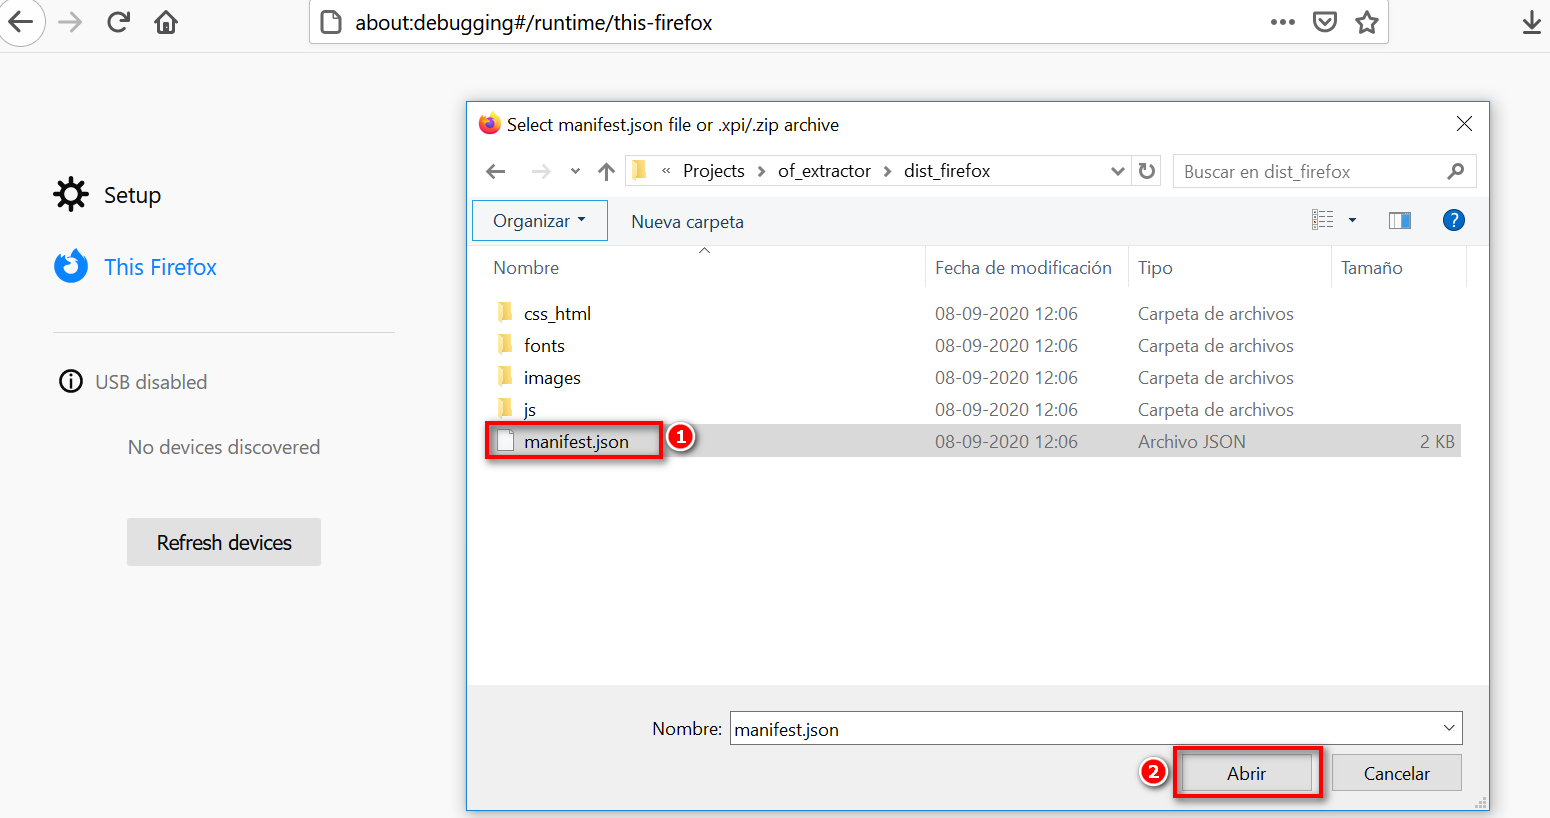 about:debugging#/runtime/this-firefox
Setup
This Firefox
USB disabled
No devices discovered
Refresh devices
Select manifest.json file or .xpi/.zip archive
« Projects > of_extractor > dist_firefox
Buscar en dist_firefox
Organizar
Nueva carpeta
?
Nombre Fecha de modificación Tipo Tamaño
css_html 08-09-2020 12:06 Carpeta de archivos
fonts 08-09-2020 12:06 Carpeta de archivos
images 08-09-2020 12:06 Carpeta de archivos
js 08-09-2020 12:06 Carpeta de archivos
manifest.json 1 08-09-2020 12:06 Archivo JSON 2 KB
Nombre: manifest.json
2 Abrir Cancelar